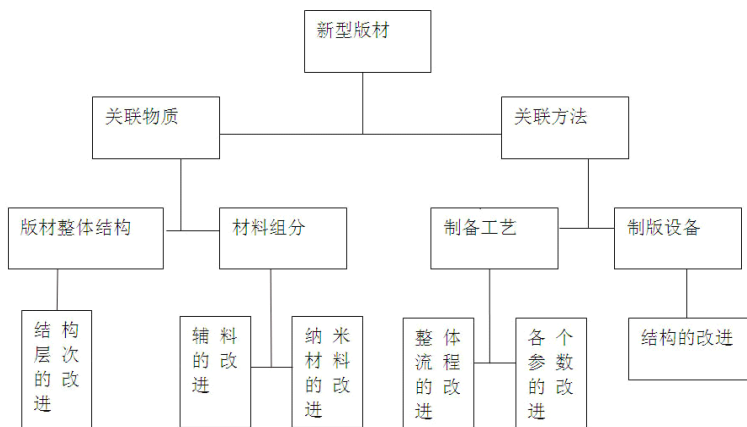 新型版材
关联物质
关联方法
版材整体结构
材料组分
制备工艺
制版设备
结构
层次
的改
进
辅料
的改
进
纳米
材料
的改
进
整体
流程
的改
进
各个
参数
的改
进
结构的改进